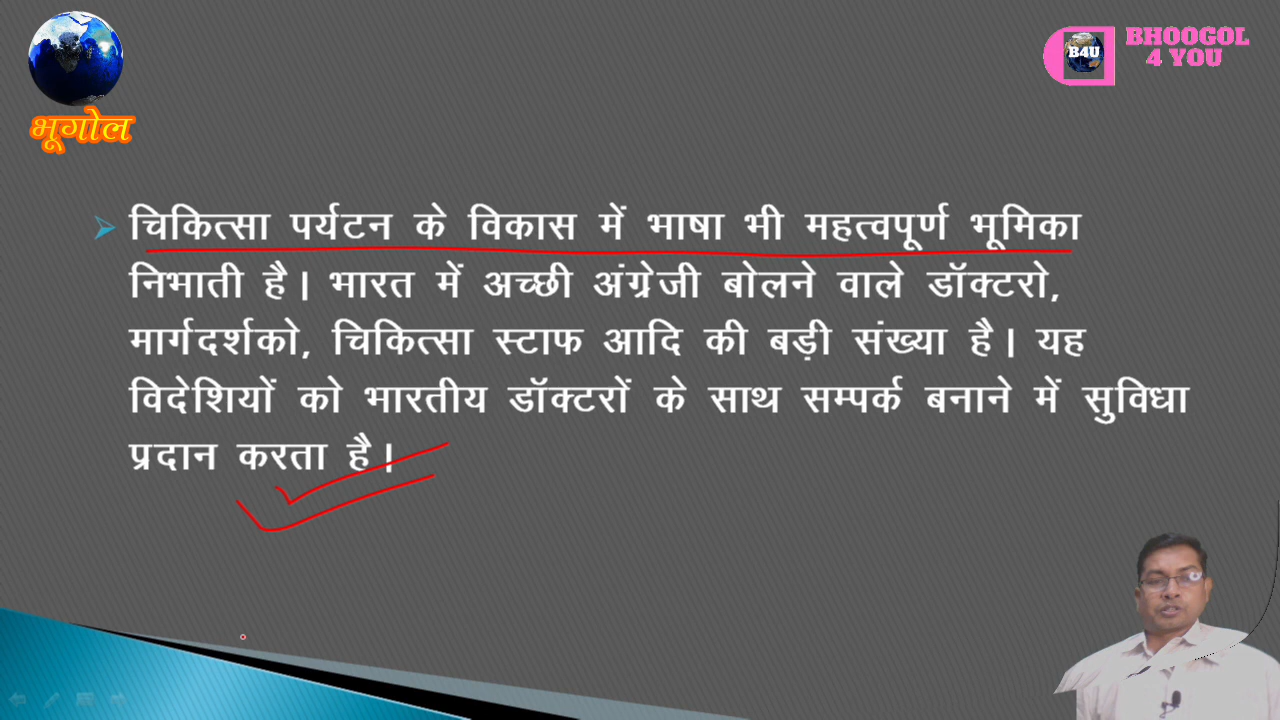 भूगोल
B4U
BHOOGOL
4 YOU
चिकित्सा पर्यटन के विकास में भाषा भी महत्वपूर्ण भूमिका
निभाती है। भारत में अच्छी अंग्रेजी बोलने वाले डॉक्टरो,
मार्गदर्शको, चिकित्सा स्टाफ आदि की बड़ी संख्या है। यह
विदेशियों को भारतीय डॉक्टरों के साथ सम्पर्क बनाने में सुविधा
प्रदान करता है।